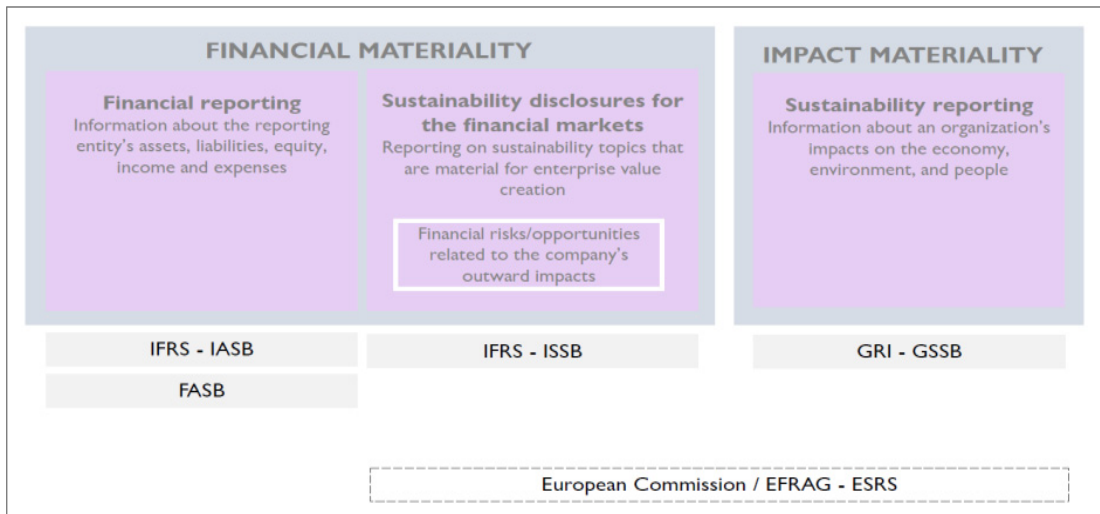 FINANCIAL MATERIALITY
Financial reporting
Information about the reporting
entity's assets, liabilities, equity,
income and expenses
Sustainability disclosures for
the financial markets
Reporting on sustainability topics that
are material for enterprise value
creation
Financial risks/opportunities
related to the company's
outward impacts
IMPACT MATERIALITY
Sustainability reporting
Information about an organization's
impacts on the economy,
environment, and people
IFRS - IASB
IFRS - ISSB
GRI - GSSB
FASB
European Commission / EFRAG - ESRS